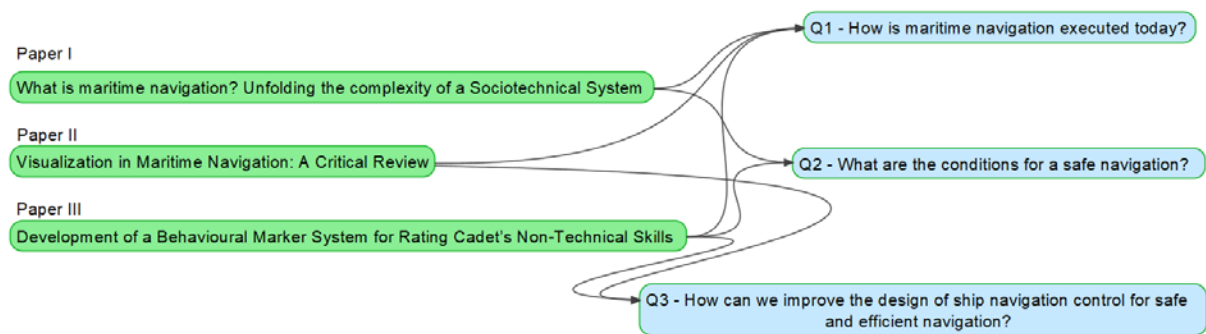 Paper I
What is maritime navigation? Unfolding the complexity of a Sociotechnical System
Paper II
Visualization in Maritime Navigation: A Critical Review
Paper III
Development of a Behavioural Marker System for Rating Cadet's Non-Technical Skills
Q1 - How is maritime navigation executed today?
Q2 - What are the conditions for a safe navigation?
Q3 - How can we improve the design of ship navigation control for safe
and efficient navigation?